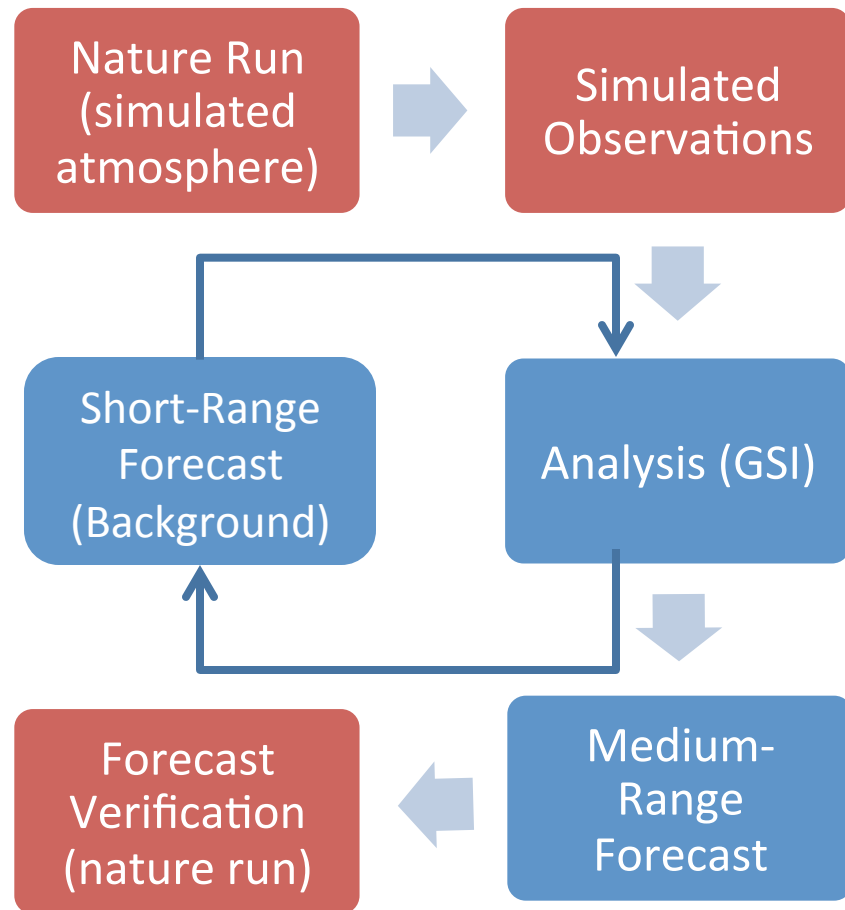 Nature Run
(simulated
atmosphere)
Simulated
Observations
Short-Range
Forecast
(Background)
Analysis (GSI)
Forecast
Verification
(nature run)
Medium-
Range
Forecast